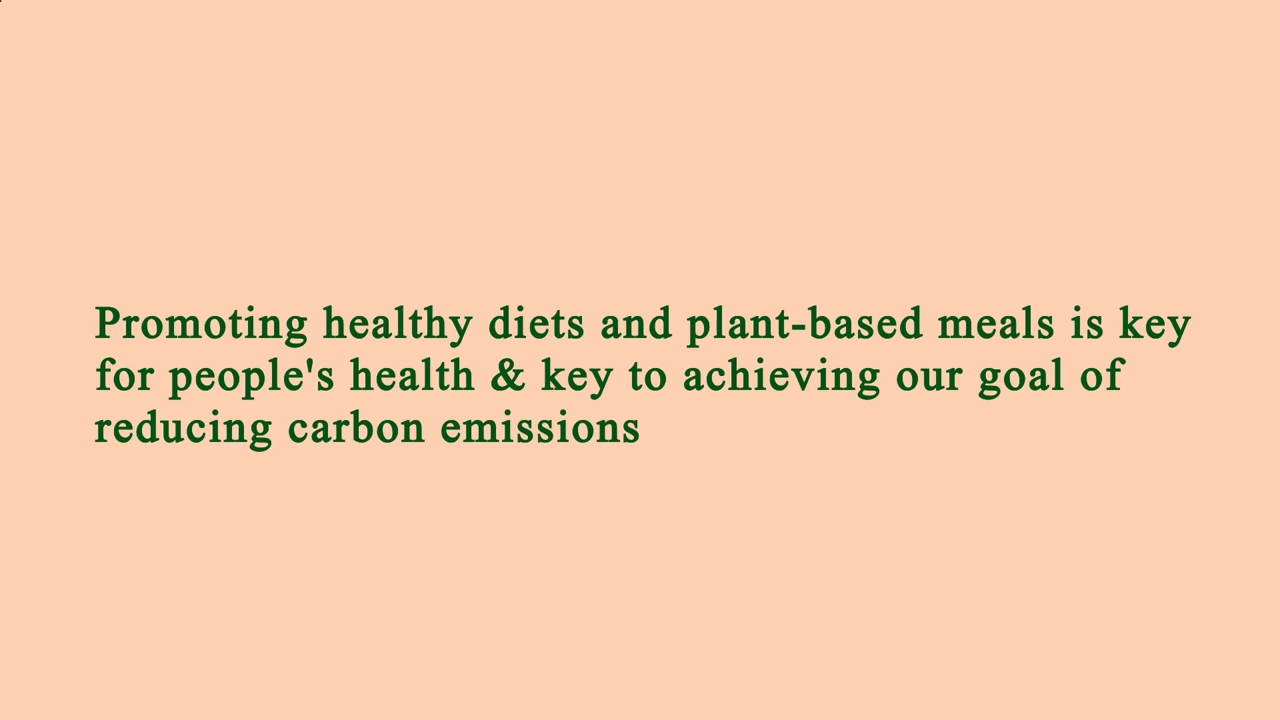 Promoting healthy diets and plant-based meals is key
for people's health & key to achieving our goal of
reducing carbon emissions